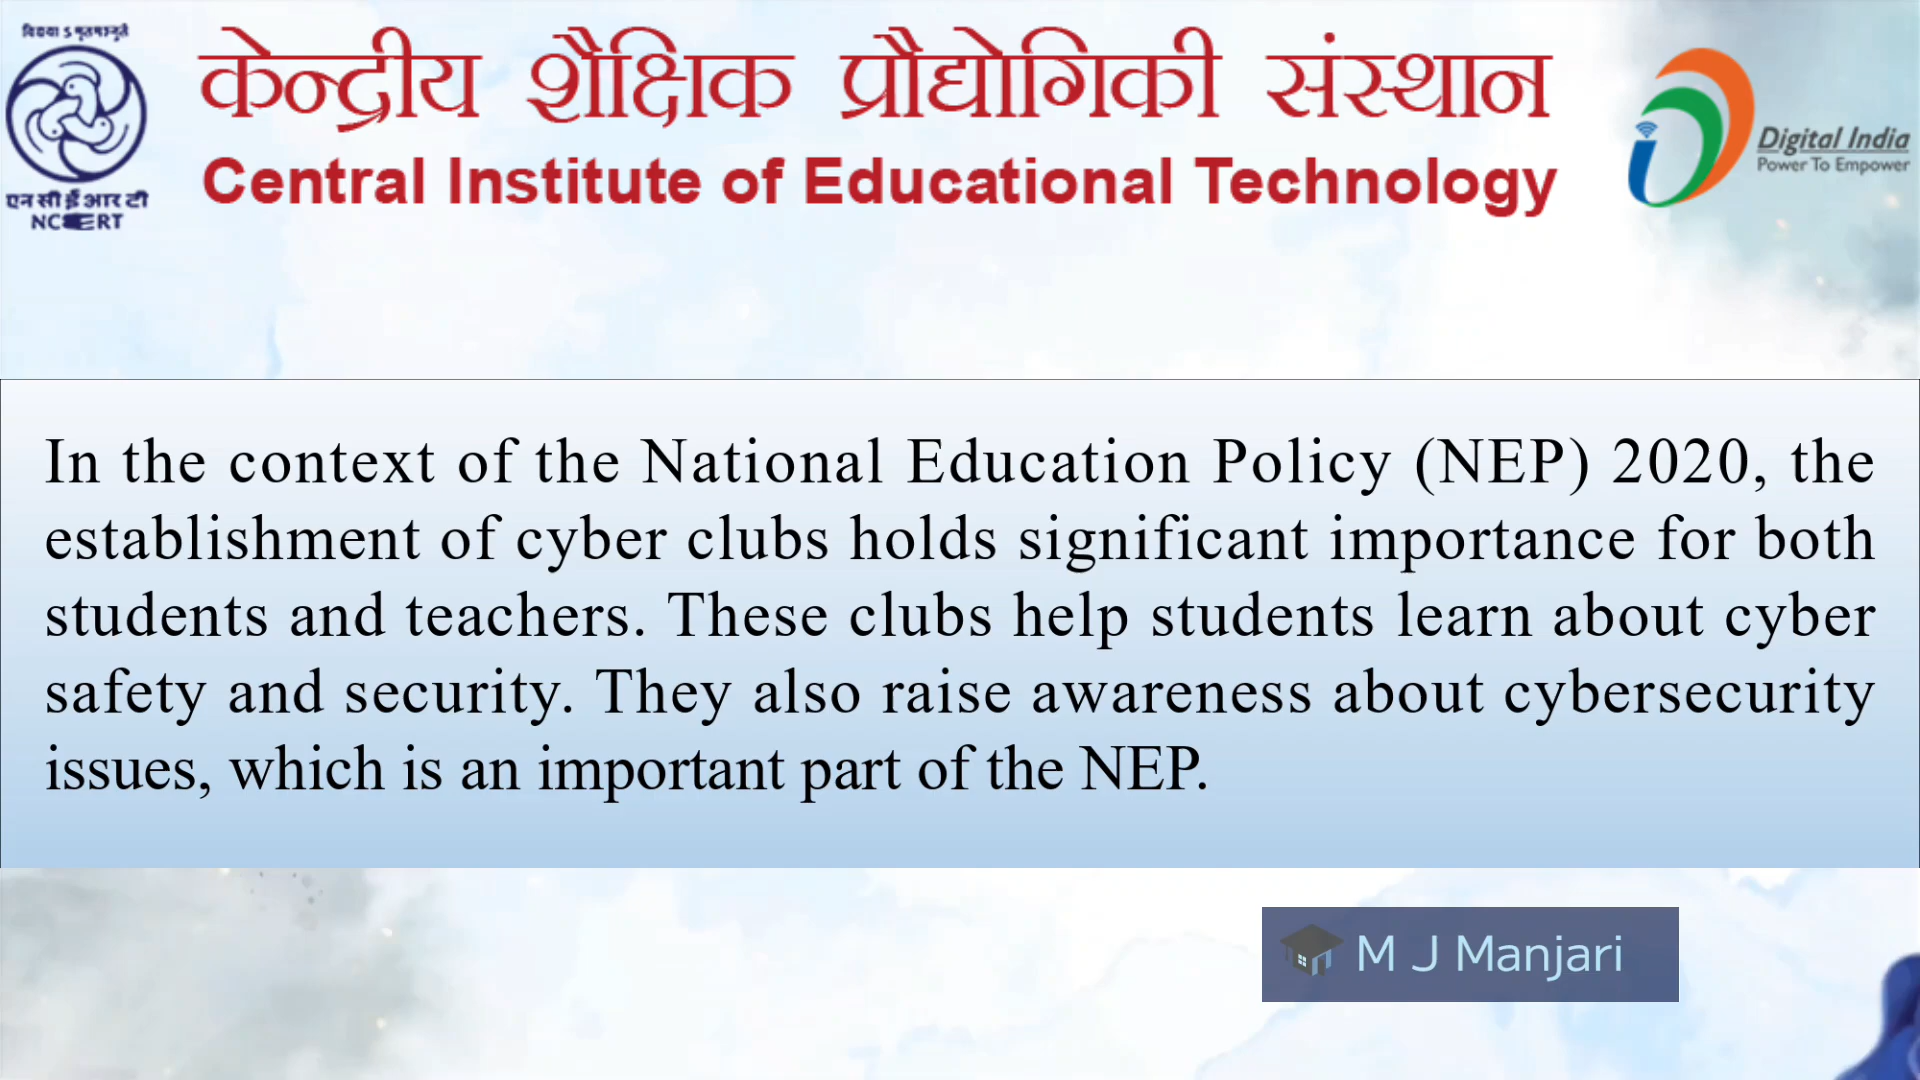 केन्द्रीय शैक्षिक प्रौद्योगिकी संस्थान
Central Institute of Educational Technology
एन सी ई आर टी
NCERT
Digital India
Power To Empower
In the context of the National Education Policy (NEP) 2020, the
establishment of cyber clubs holds significant importance for both
students and teachers. These clubs help students learn about cyber
safety and security. They also raise awareness about cybersecurity
issues, which is an important part of the NEP.
M J Manjari